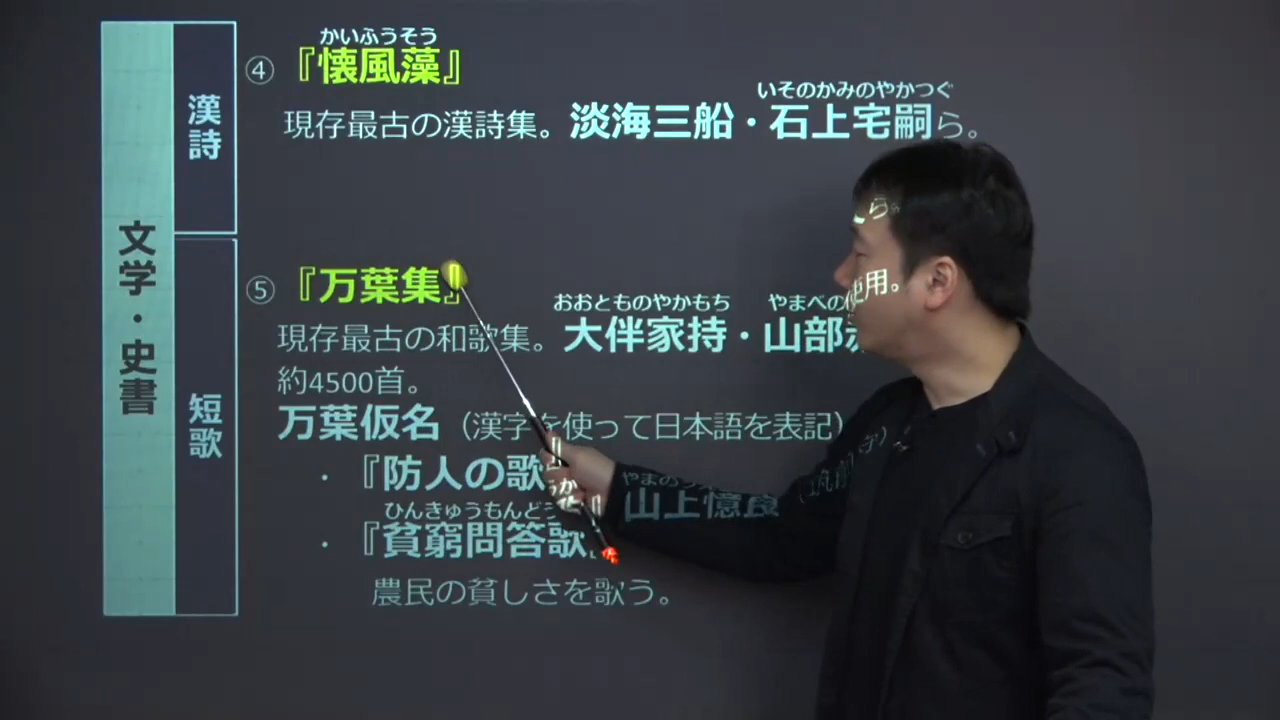 文学・史書
漢詩
④
かいふうそう
『懐風藻』
いそのかみのやかつぐ
現存最古の漢詩集。淡海三船・石上宅嗣ら。
短歌
⑤
『万葉集』
おおとものやかもち やまべの
現存最古の和歌集。大伴家持・山部
使用。
約4500首。
万葉仮名（漢字を使って日本語を表記）
・『防人の歌』
ひんきゅうもんどう
・『貧窮問答歌』山上憶良
農民の貧しさを歌う。